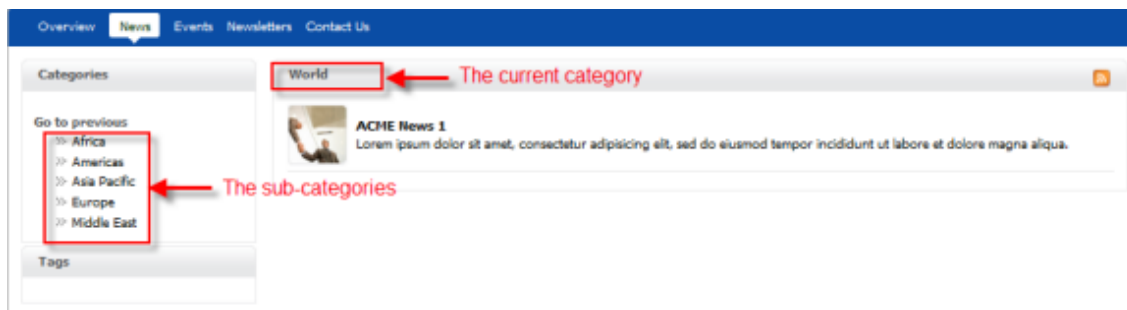 Overview News Events Newsletters Contact Us
Categories
Go to previous
» Africa
» Americas
» Asia Pacific
» Europe
» Middle East
The sub-categories
Tags
World
The current category
ACME News 1
Lorem ipsum dolor sit amet, consectetur adipisicing elit, sed do eiusmod tempor incididunt ut labore et dolore magna aliqua.